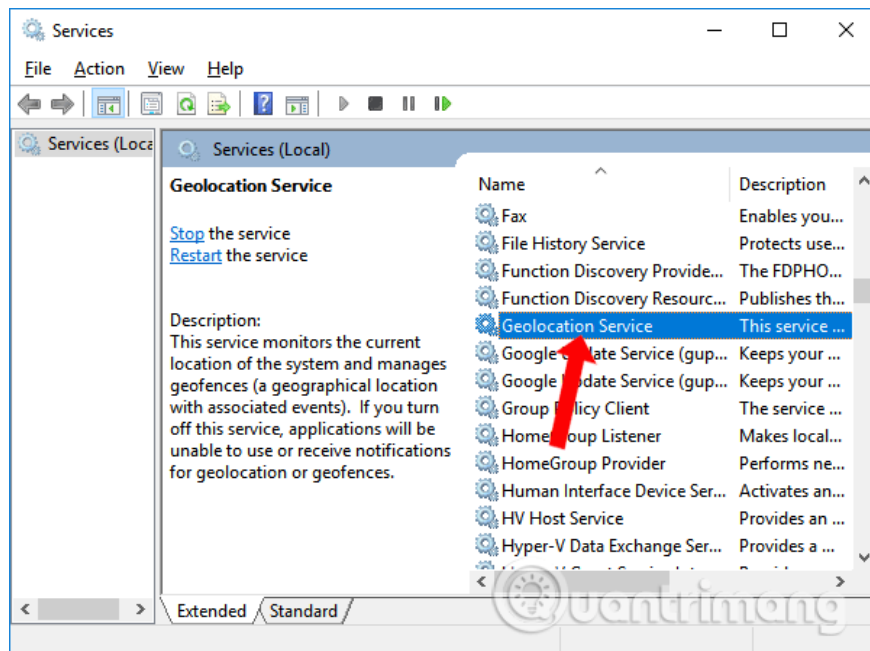 Services
File Action View Help
Services (Loca
Services (Local)
Geolocation Service
Stop the service
Restart the service
Description:
This service monitors the current
location of the system and manages
geofences (a geographical location
with associated events). If you turn
off this service, applications will be
unable to use or receive notifications
for geolocation or geofences.
Name Description
Fax Enables you...
File History Service Protects use...
Function Discovery Provide... The FDPHO...
Function Discovery Resourc... Publishes th...
Geolocation Service This service ...
Google Update Service (gup... Keeps your ...
Google Update Service (gup... Keeps your ...
Group Policy Client The service ...
HomeGroup Listener Makes local...
HomeGroup Provider Performs ne...
Human Interface Device Ser... Activates an...
HV Host Service Provides an ...
Hyper-V Data Exchange Ser... Provides a ...
Extended Standard
Quantrimang